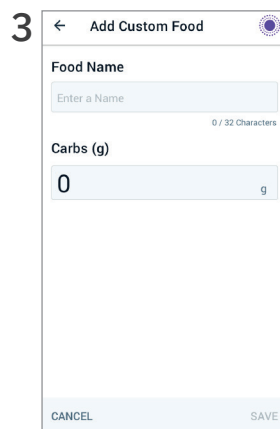 3
← Add Custom Food
Food Name
Enter a Name
0 / 32 Characters
Carbs (g)
0 g
CANCEL SAVE